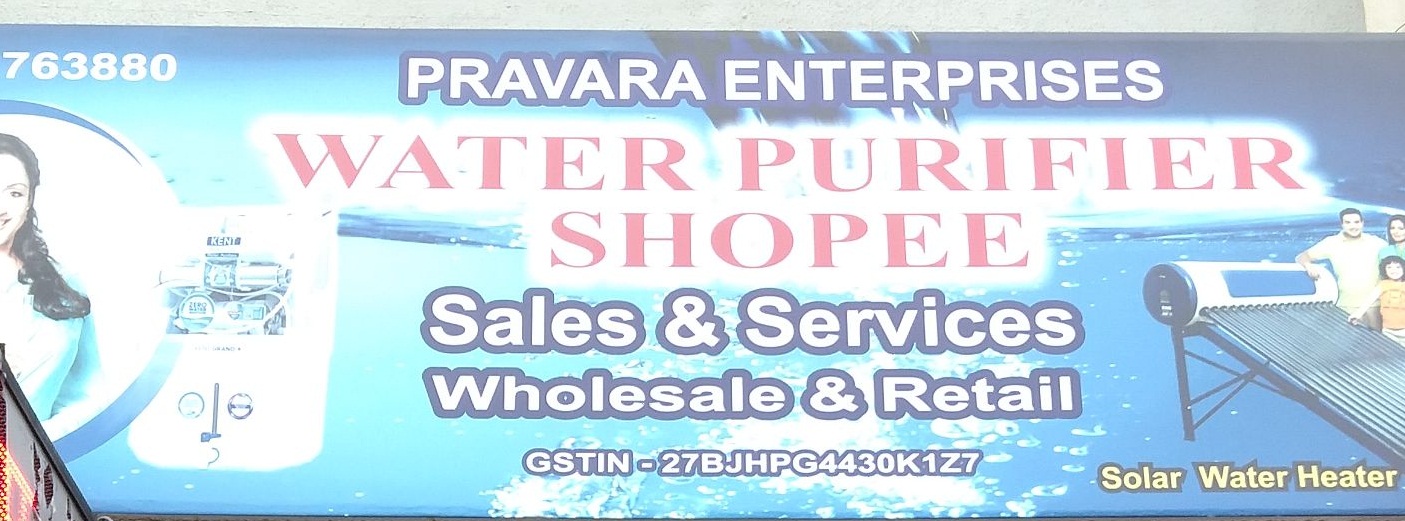 763880
PRAVARA ENTERPRISES
WATER PURIFIER
SHOPEE
KENT
Sales & Services
Wholesale & Retail
GSTIN - 27BJHPG4430K1Z7
Solar Water Heater